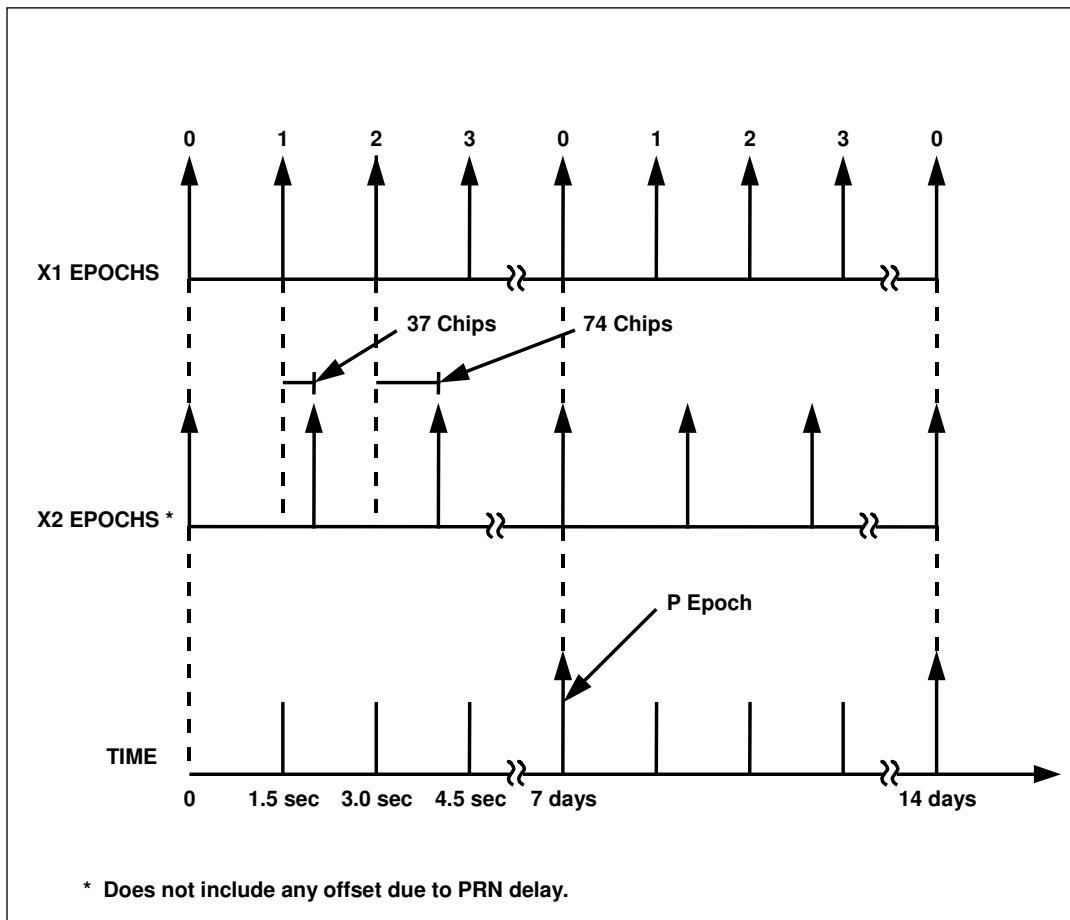 0 1 2 3 0 1 2 3 0
X1 EPOCHS
37 Chips 74 Chips
X2 EPOCHS *
P Epoch
TIME
0 1.5 sec 3.0 sec 4.5 sec 7 days 14 days
* Does not include any offset due to PRN delay.